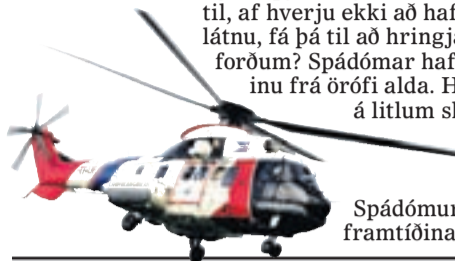 til, af hverju ekki að haf
látnu, fá þá til að hringja
forðum? Spádómar haf
inu frá örófi alda. H
á litlum sl
Spádómur
framtíðina